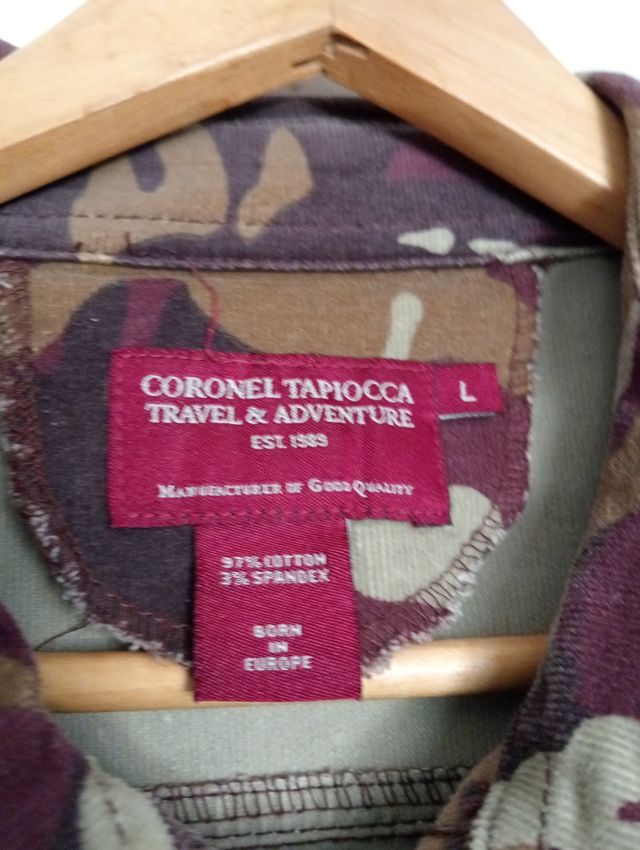 CORONEL TAPIOCCA
TRAVEL & ADVENTURE
EST. 1989
MANUFACTURER OF GOOD QUALITY
L
97% COTTON
3% SPANDEX
BORN
IN
EUROPE